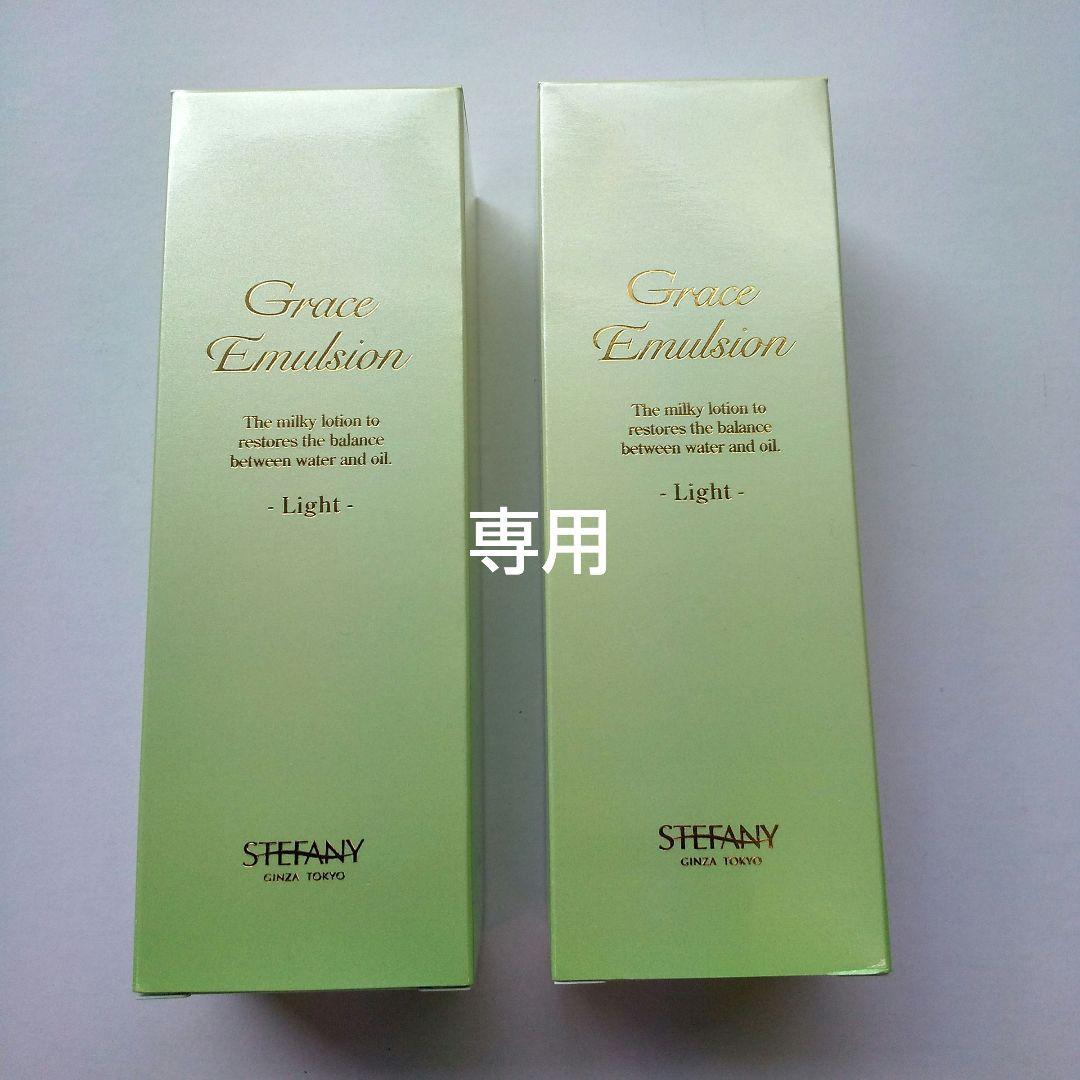 Grace
Emulsion
The milky lotion to
restores the balance
between water and oil.
- Light -
STEFANY
GINZA TOKYO
Grace
Emulsion
The milky lotion to
restores the balance
between water and oil.
- Light -
STEFANY
GINZA TOKYO
専用